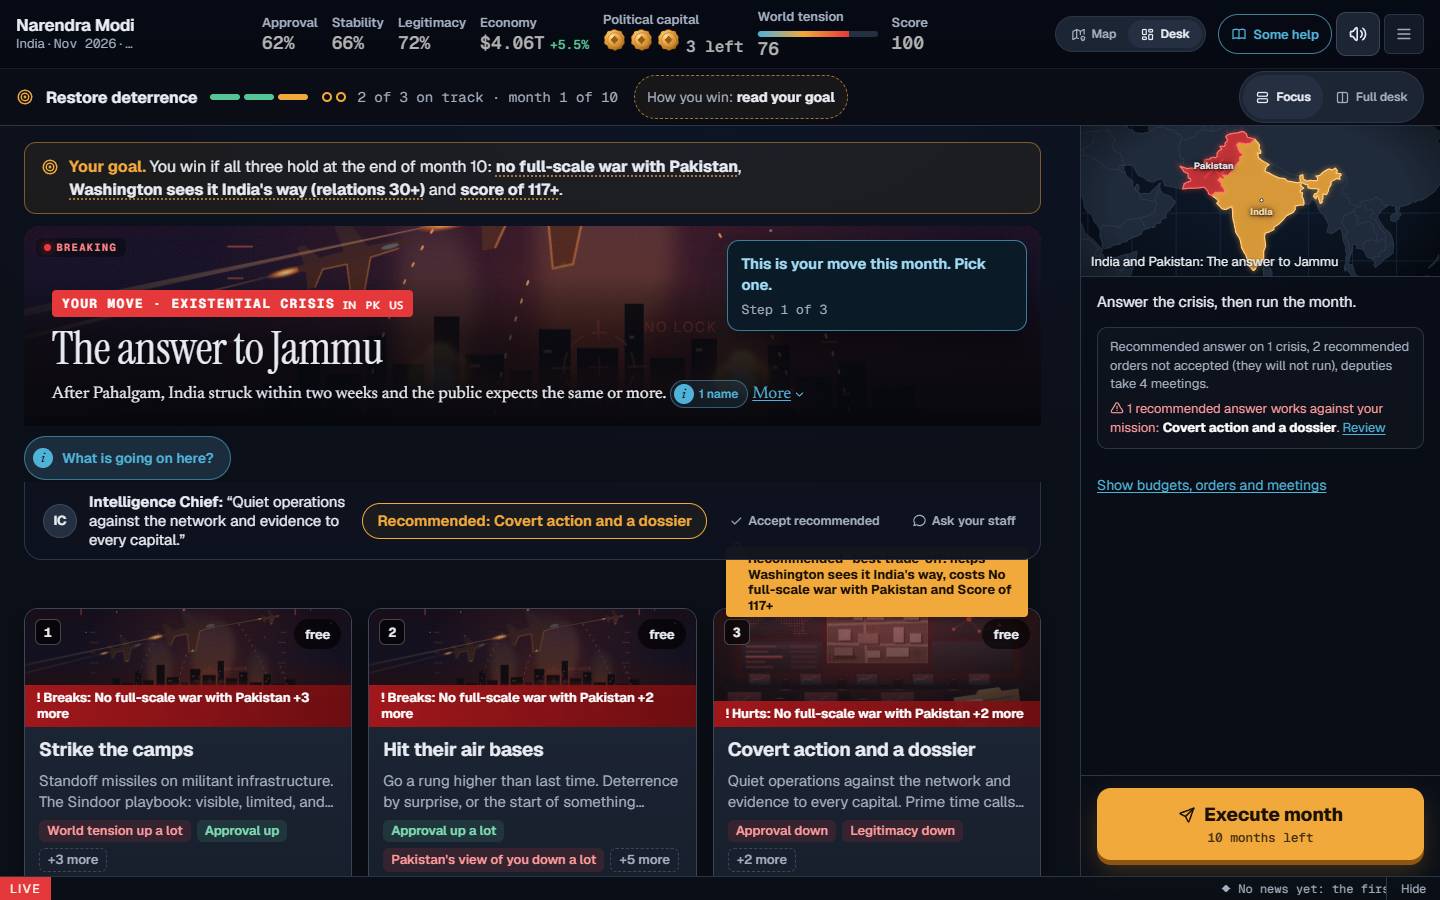 Narendra Modi
India · Nov 2026 · …
Approval
62%
Stability
66%
Legitimacy
72%
Economy
$4.06T +5.5%
Political capital
3 left
World tension
76
Score
100
Map
Desk
Some help
Restore deterrence
2 of 3 on track · month 1 of 10
How you win: read your goal
Focus
Full desk
Your goal. You win if all three hold at the end of month 10: no full-scale war with Pakistan,
Washington sees it India's way (relations 30+) and score of 117+.
BREAKING
YOUR MOVE · EXISTENTIAL CRISIS IN PK US
NO LOCK
The answer to Jammu
After Pahalgam, India struck within two weeks and the public expects the same or more. i 1 name More
This is your move this month. Pick
one.
Step 1 of 3
i What is going on here?
IC
Intelligence Chief: “Quiet operations
against the network and evidence to
every capital.”
Recommended: Covert action and a dossier
Accept recommended
Ask your staff
Washington sees it India's way, costs No
full-scale war with Pakistan and Score of
117+
1
free
! Breaks: No full-scale war with Pakistan +3
more
Strike the camps
Standoff missiles on militant infrastructure.
The Sindoor playbook: visible, limited, and…
World tension up a lot
Approval up
+3 more
2
free
! Breaks: No full-scale war with Pakistan +2
more
Hit their air bases
Go a rung higher than last time. Deterrence
by surprise, or the start of something…
Approval up a lot
Pakistan's view of you down a lot
+5 more
3
free
! Hurts: No full-scale war with Pakistan +2 more
Covert action and a dossier
Quiet operations against the network and
evidence to every capital. Prime time calls…
Approval down
Legitimacy down
+2 more
Pakistan
India
India and Pakistan: The answer to Jammu
Answer the crisis, then run the month.
Recommended answer on 1 crisis, 2 recommended
orders not accepted (they will not run), deputies
take 4 meetings.
1 recommended answer works against your
mission: Covert action and a dossier. Review
Show budgets, orders and meetings
Execute month
10 months left
LIVE
◆ No news yet: the firs
Hide